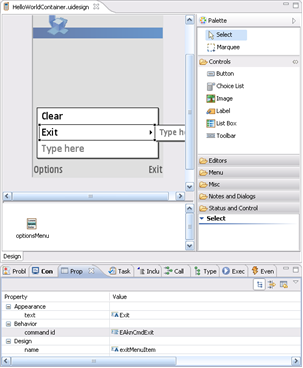 HelloWorldContainer.uidesign
Palette
Select
Marquee
Controls
Button
Choice List
Image
Label
List Box
Toolbar
Editors
Menu
Misc
Notes and Dialogs
Status and Control
Select
Clear
Exit
Type he
Type here
Options
Exit
optionsMenu
Design
Probl
Con
Prop
Task
Inclu
Call
Type
Exec
Even
Property
Value
Appearance
text
Exit
Behavior
command id
EAknCmdExit
Design
name
exitMenuItem